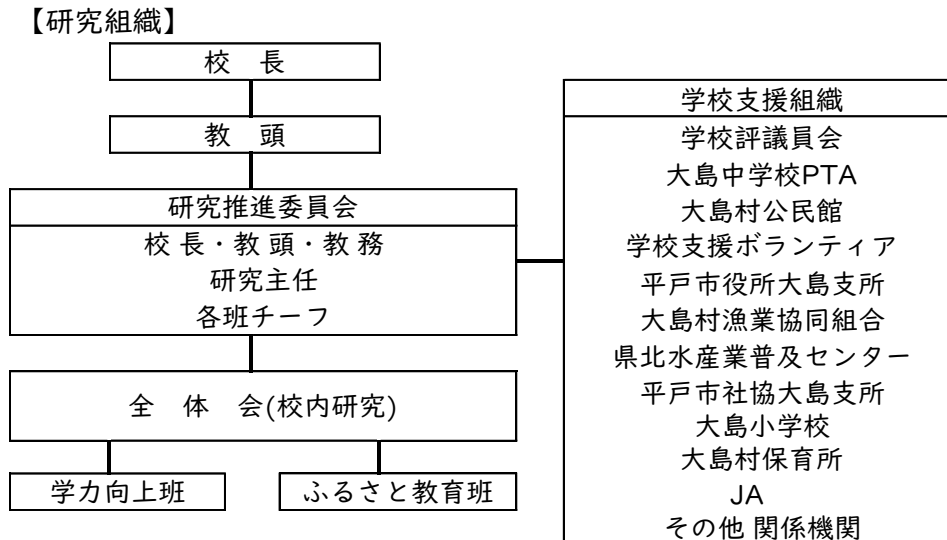 【研究組織】
校　長
教　頭
研究推進委員会
校 長・教 頭・教 務
研究主任
各班チーフ
全　体　会(校内研究)
学力向上班
ふるさと教育班
学校支援組織
学校評議員会
大島中学校PTA
大島村公民館
学校支援ボランティア
平戸市役所大島支所
大島村漁業協同組合
県北水産業普及センター
平戸市社協大島支所
大島小学校
大島村保育所
JA
その他 関係機関